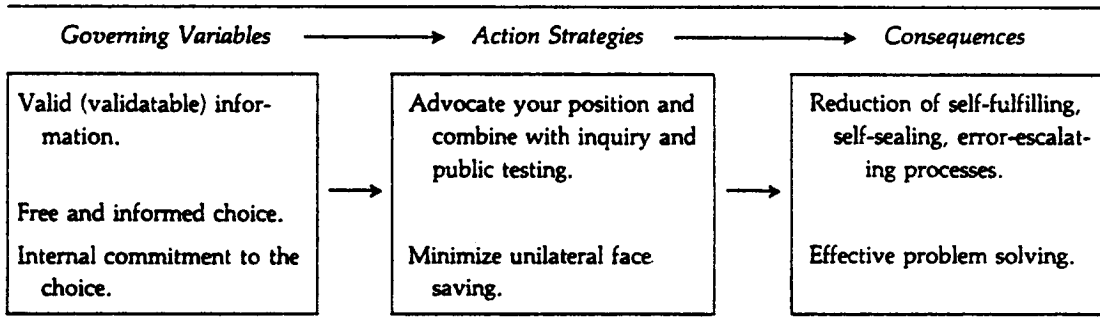 Governing Variables
Action Strategies
Consequences
Valid (validatable) infor-
mation.
Free and informed choice.
Internal commitment to the
choice.
Advocate your position and
combine with inquiry and
public testing.
Minimize unilateral face
saving.
Reduction of self-fulfilling,
self-sealing, error-escalat-
ing processes.
Effective problem solving.